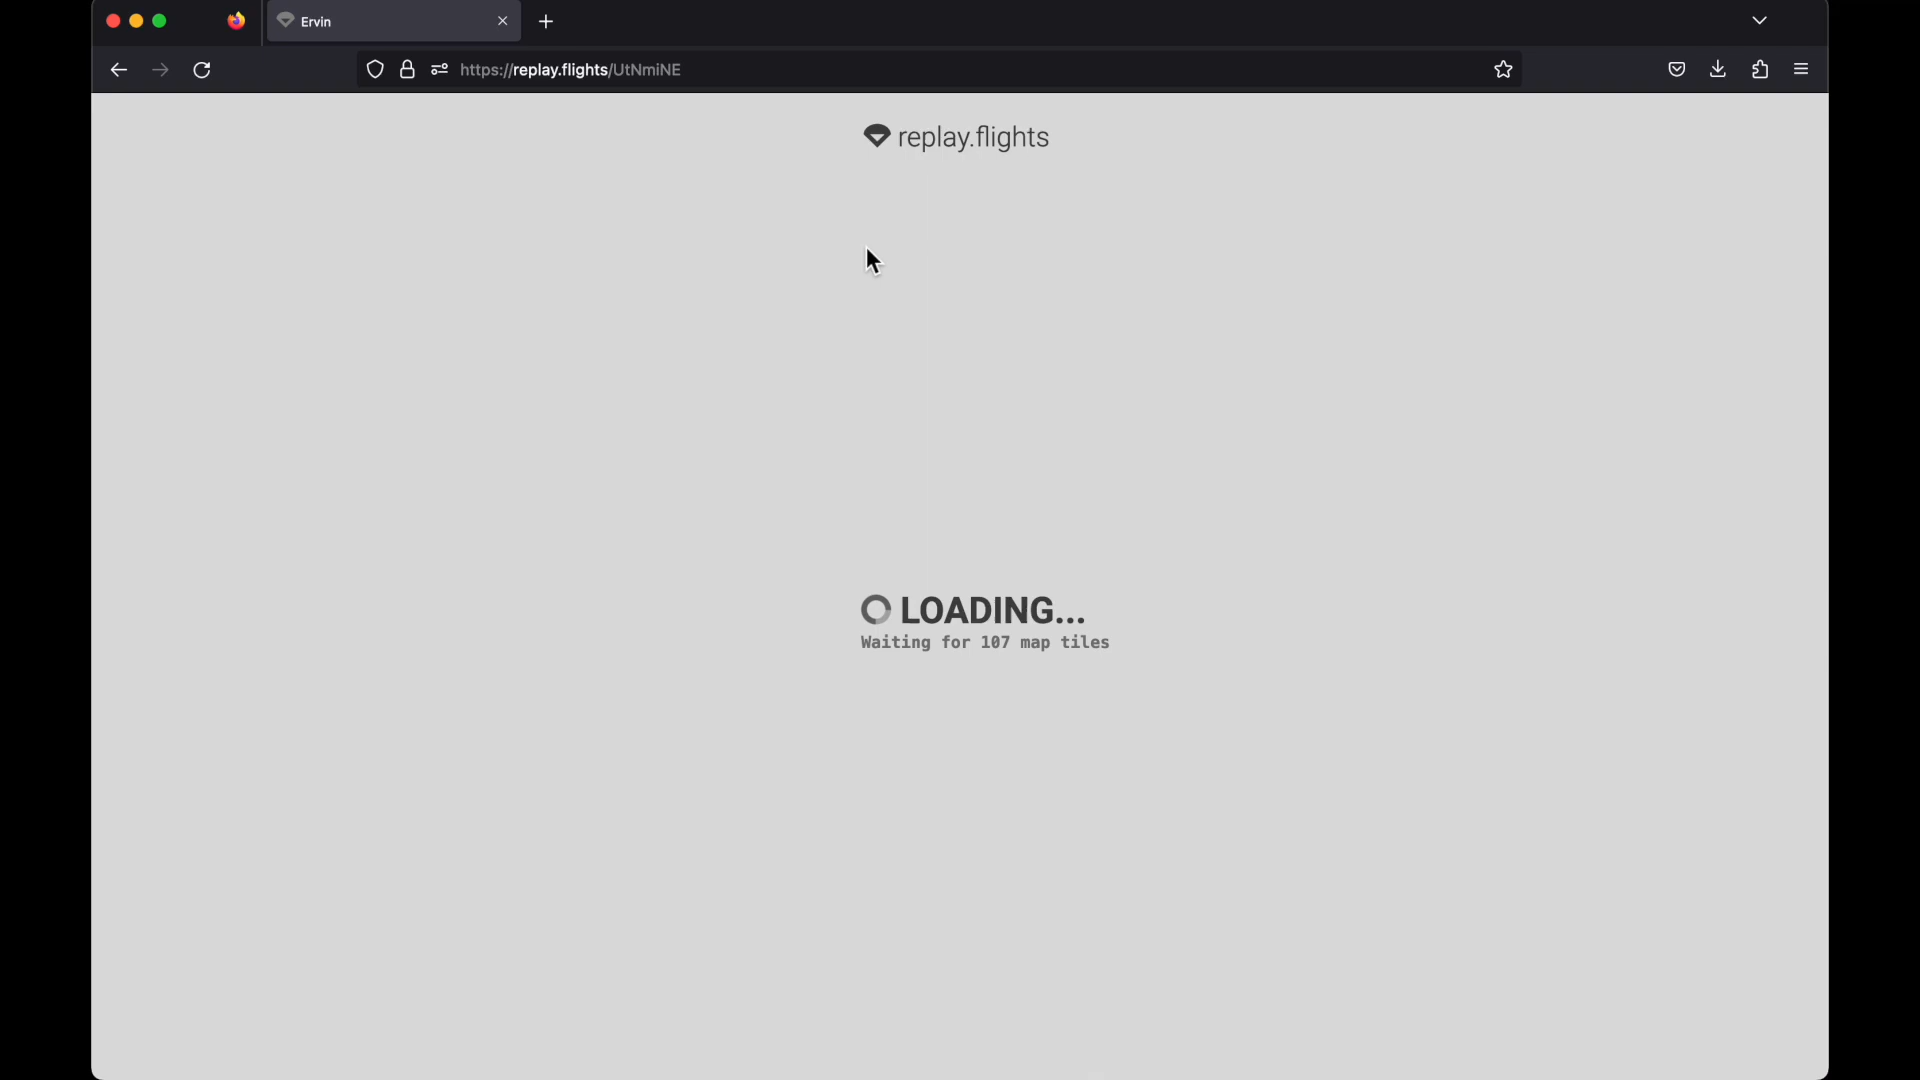 Ervin
https://replay.flights/UtNmiNE
replay.flights
LOADING...
Waiting for 107 map tiles